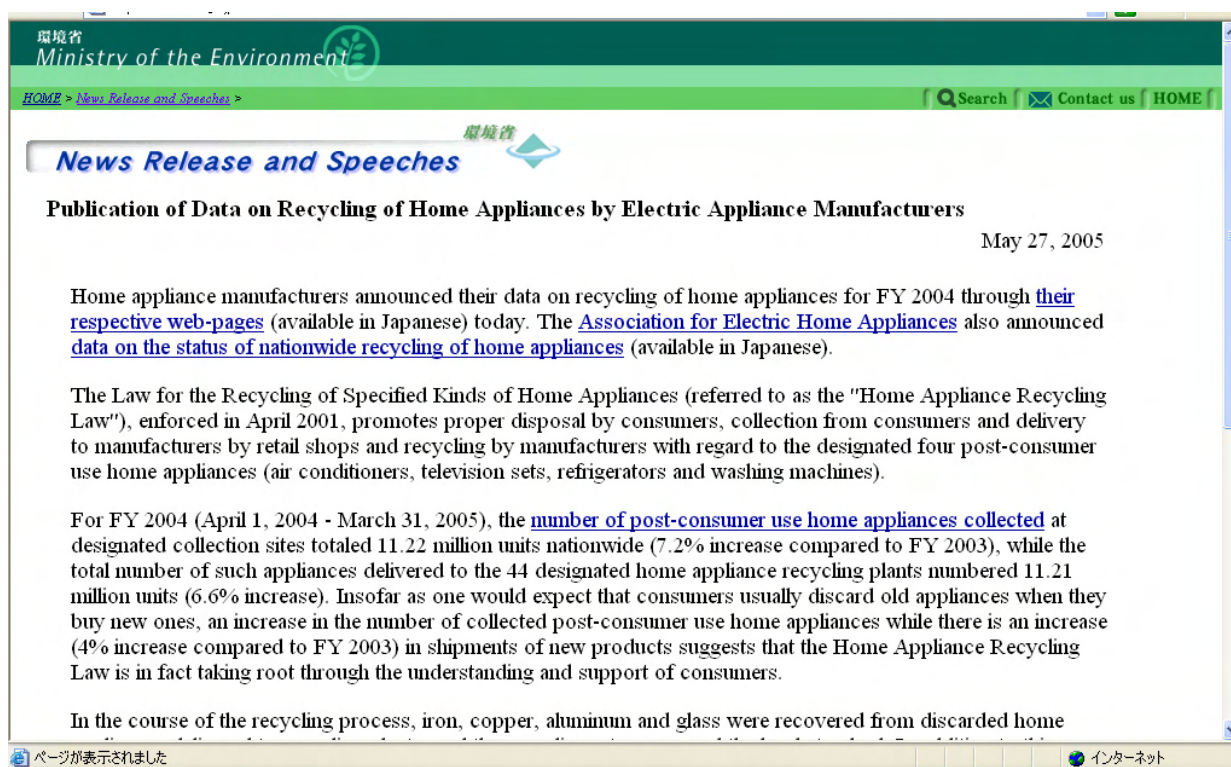 環境省
Ministry of the Environment
HOME > News Release and Speeches >
Search
Contact us
HOME
環境省
News Release and Speeches
Publication of Data on Recycling of Home Appliances by Electric Appliance Manufacturers
May 27, 2005
Home appliance manufacturers announced their data on recycling of home appliances for FY 2004 through their
respective web-pages (available in Japanese) today. The Association for Electric Home Appliances also announced
data on the status of nationwide recycling of home appliances (available in Japanese).
The Law for the Recycling of Specified Kinds of Home Appliances (referred to as the "Home Appliance Recycling
Law"), enforced in April 2001, promotes proper disposal by consumers, collection from consumers and delivery
to manufacturers by retail shops and recycling by manufacturers with regard to the designated four post-consumer
use home appliances (air conditioners, television sets, refrigerators and washing machines).
For FY 2004 (April 1, 2004 - March 31, 2005), the number of post-consumer use home appliances collected at
designated collection sites totaled 11.22 million units nationwide (7.2% increase compared to FY 2003), while the
total number of such appliances delivered to the 44 designated home appliance recycling plants numbered 11.21
million units (6.6% increase). Insofar as one would expect that consumers usually discard old appliances when they
buy new ones, an increase in the number of collected post-consumer use home appliances while there is an increase
(4% increase compared to FY 2003) in shipments of new products suggests that the Home Appliance Recycling
Law is in fact taking root through the understanding and support of consumers.
In the course of the recycling process, iron, copper, aluminum and glass were recovered from discarded home
ページが表示されました
インターネット